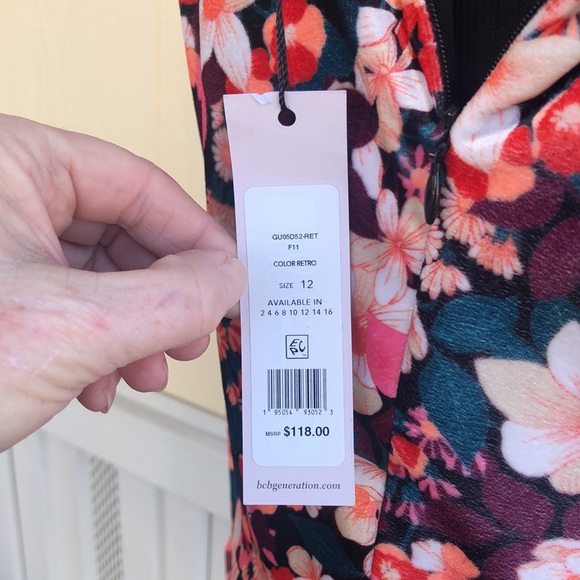 GU05D52-RET
F11
COLOR RETRO
SIZE 12
AVAILABLE IN
2 4 6 8 10 12 14 16
1 95054 93052 3
MSRP $118.00
bcbgeneration.com